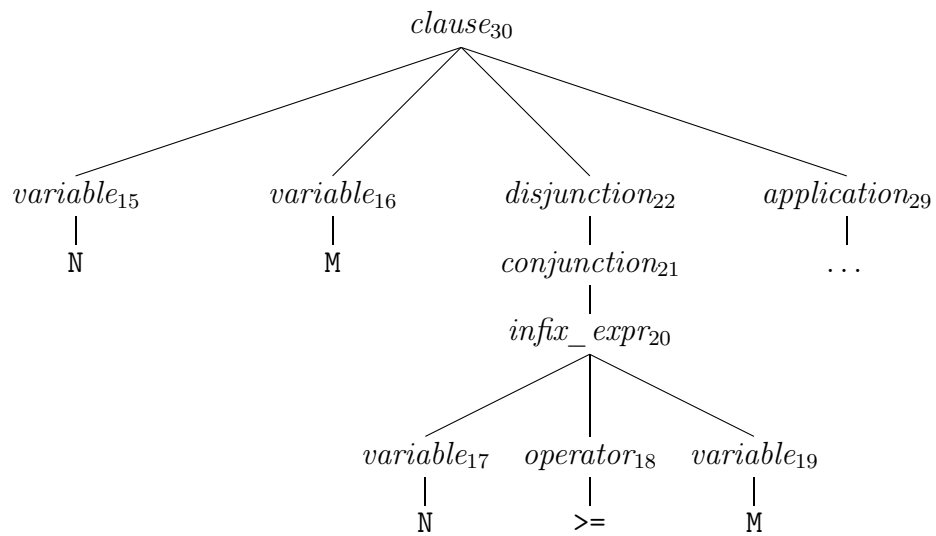 clause30
variable15 variable16 disjunction22 application29
N M conjunction21 ...
infix_expr20
variable17 operator18 variable19
N >= M